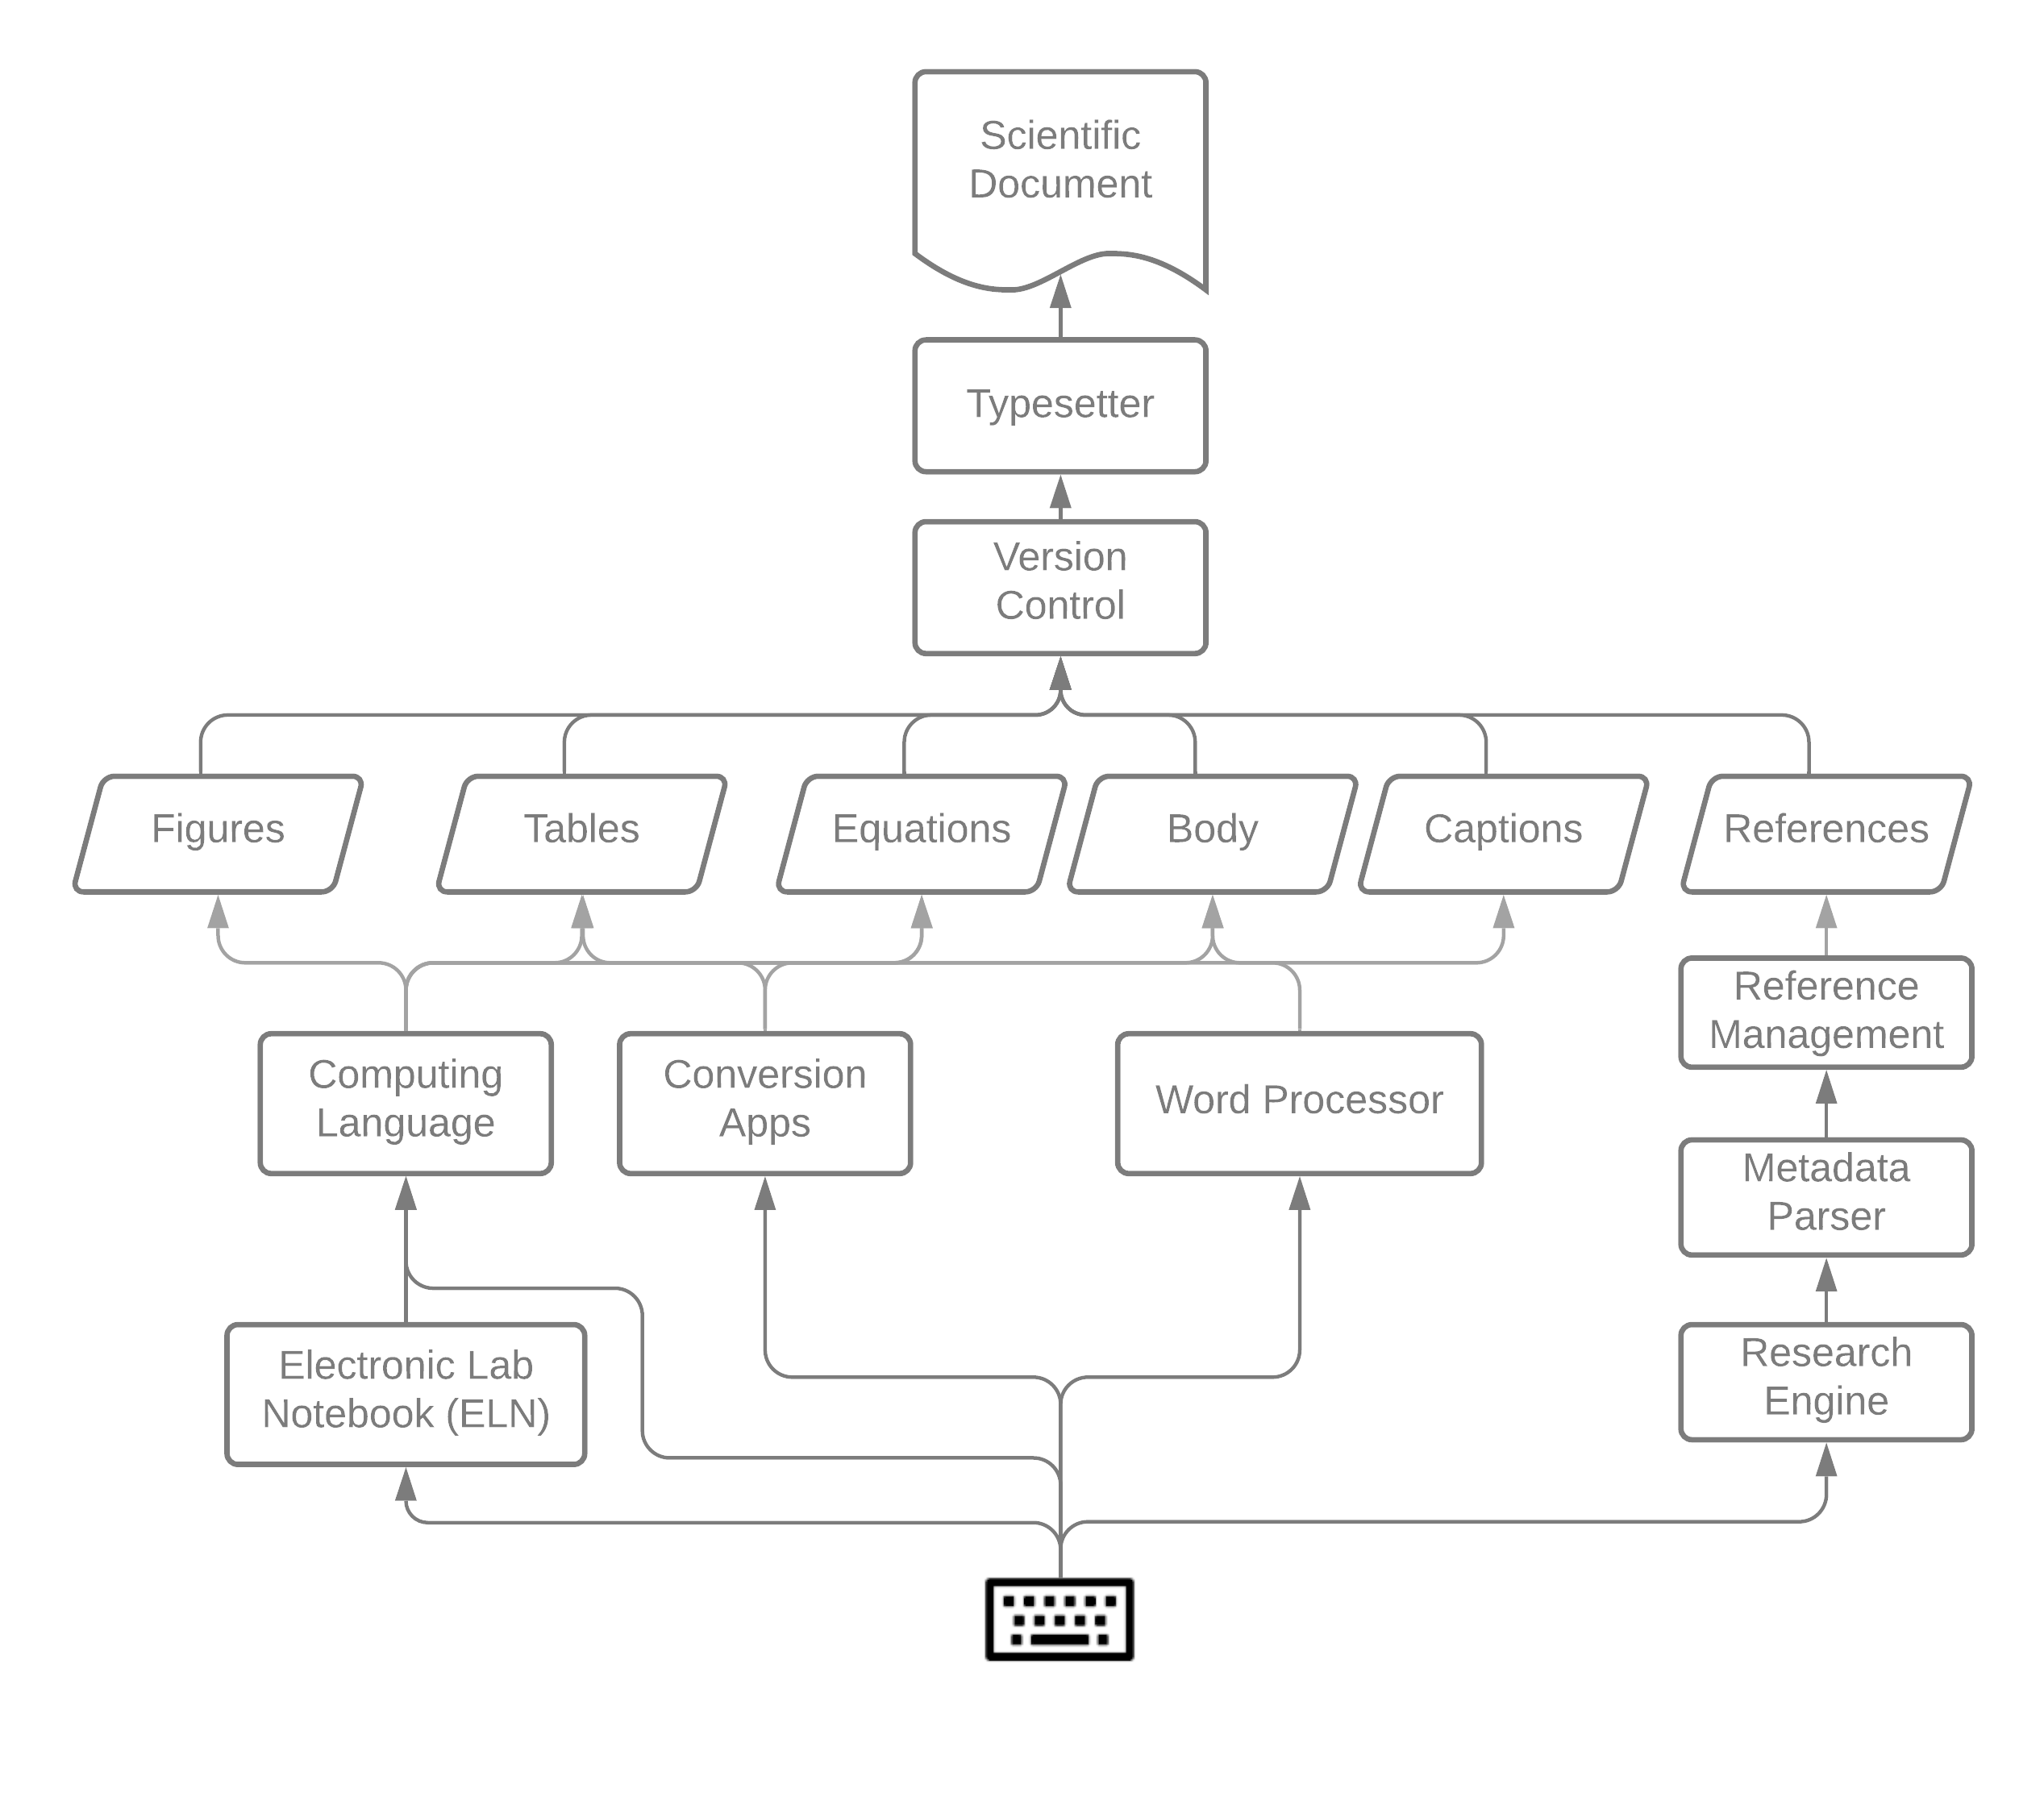 Scientific
Document
Typesetter
Version
Control
Figures
Tables
Equations
Body
Captions
References
Reference
Management
Computing
Language
Conversion
Apps
Word Processor
Metadata
Parser
Electronic Lab
Notebook (ELN)
Research
Engine